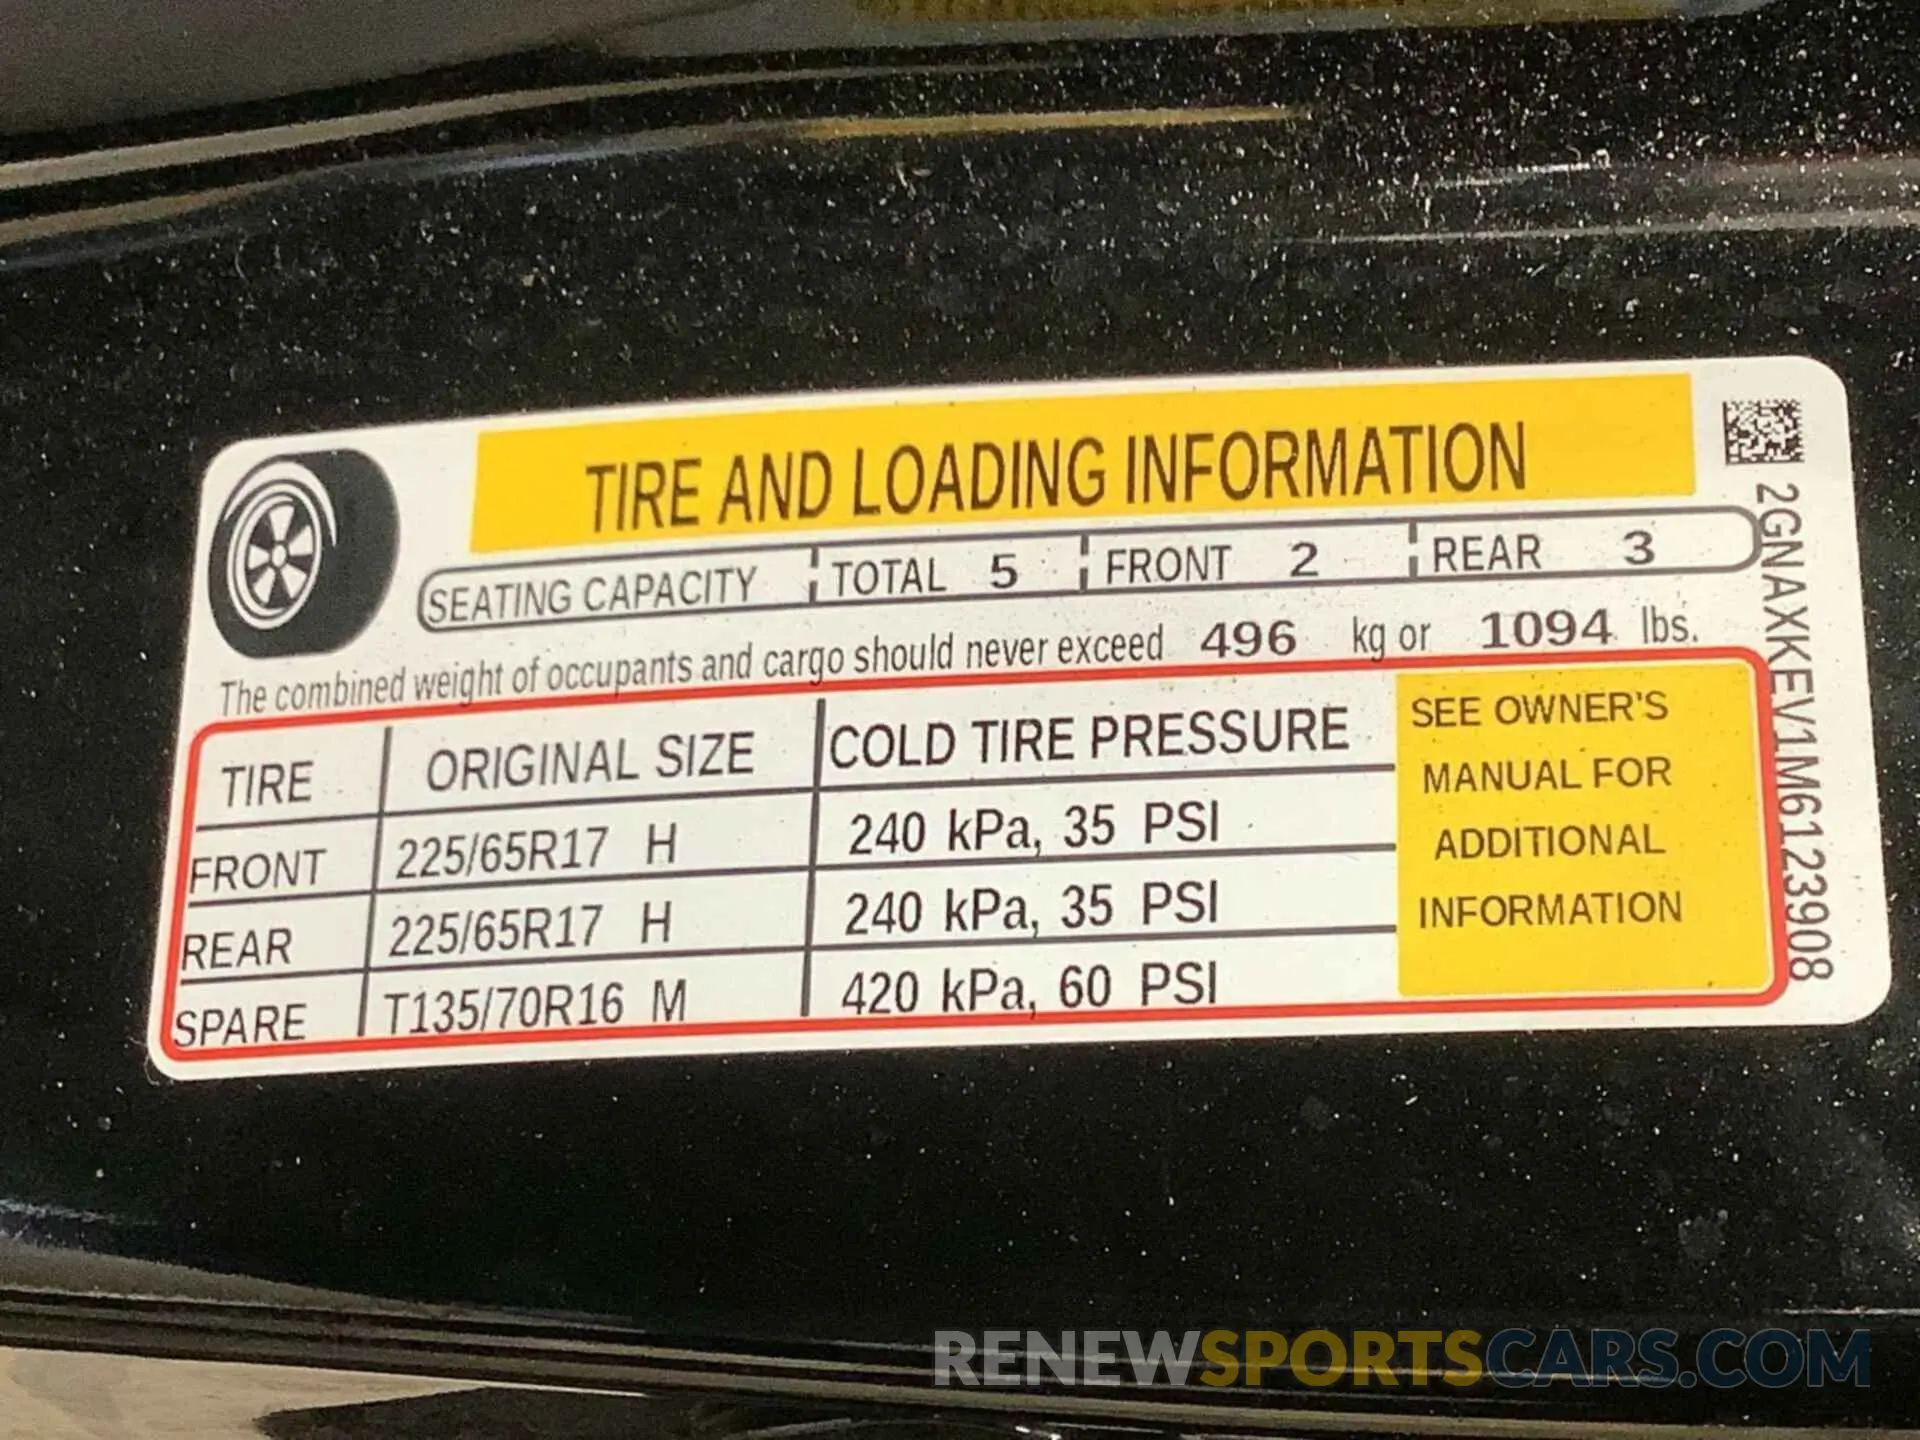 TIRE AND LOADING INFORMATION
SEATING CAPACITY TOTAL 5 FRONT 2 REAR 3
The combined weight of occupants and cargo should never exceed 496 kg or 1094 lbs.
TIRE ORIGINAL SIZE COLD TIRE PRESSURE
FRONT 225/65R17 H 240 kPa, 35 PSI
REAR 225/65R17 H 240 kPa, 35 PSI
SPARE T135/70R16 M 420 kPa, 60 PSI
SEE OWNER'S
MANUAL FOR
ADDITIONAL
INFORMATION
2GNAXKEV1M6123908
RENEWSPORTSCARS.COM